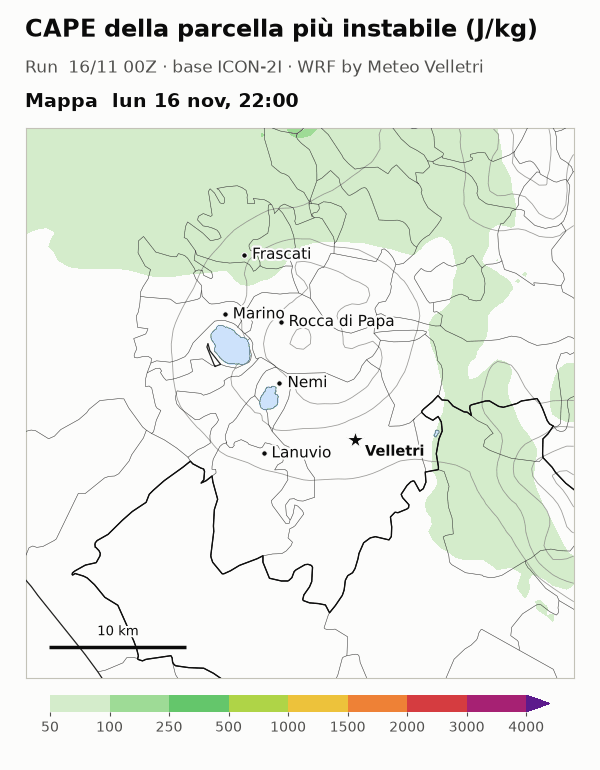 CAPE della parcella più instabile (J/kg)
Run  16/11 00Z · base ICON-2I · WRF by Meteo Velletri
Mappa  lun 16 nov, 22:00
Frascati
Marino
Rocca di Papa
Nemi
Velletri
Lanuvio
10 km
50 100 250 500 1000 1500 2000 3000 4000